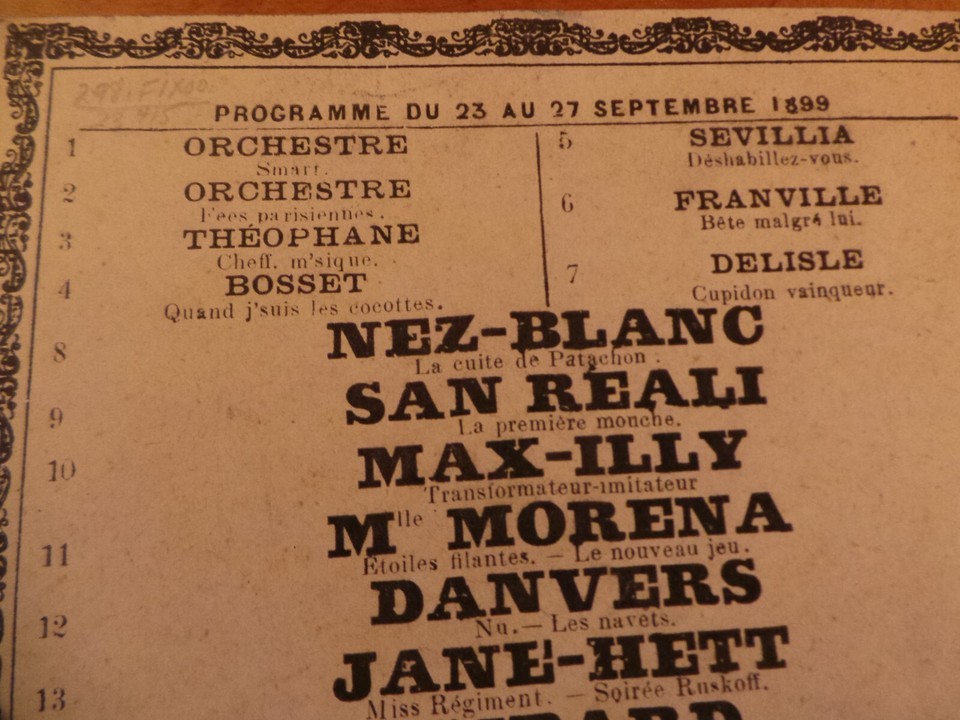 PROGRAMME DU 23 AU 27 SEPTEMBRE 1899
1 ORCHESTRE
Smart.
2 ORCHESTRE
Fées parisiennes.
3 THÉOPHANE
Cheff. m'sique.
4 BOSSET
Quand j'suis les cocottes.
5 SEVILLIA
Déshabillez-vous.
6 FRANVILLE
Bête malgré lui.
7 DELISLE
Cupidon vainqueur.
8 NEZ-BLANC
La cuite de Patachon.
9 SAN RÉALI
La première mouche.
10 MAX-ILLY
Transformateur-imitateur
11 Mlle MORENA
Etoiles filantes. — Le nouveau jeu.
12 DANVERS
Nu. — Les navets.
13 JANE-HETT
Miss Régiment. — Soirée Ruskoff.